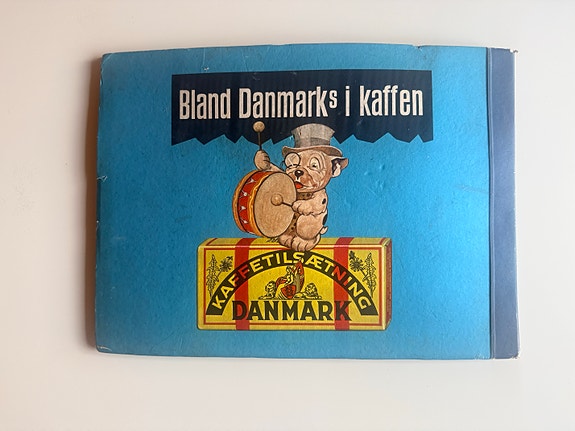 Bland Danmarks i kaffen
KAFFETILSÆTNING
DANMARK